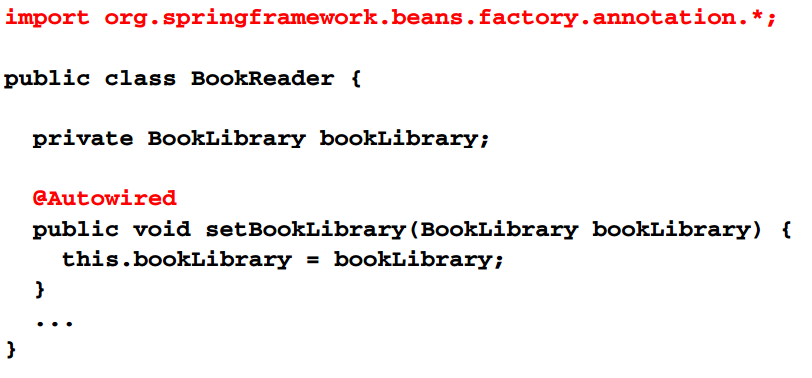 import org.springframework.beans.factory.annotation.*;
public class BookReader {
private BookLibrary bookLibrary;
@Autowired
public void setBookLibrary(BookLibrary bookLibrary) {
this.bookLibrary = bookLibrary;
}
...
}